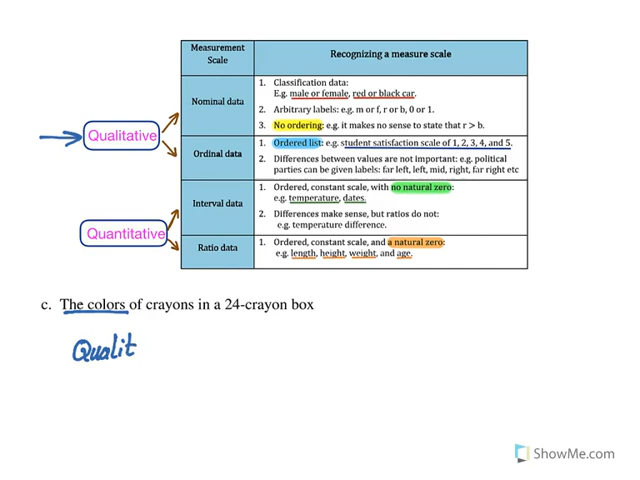 Measurement
Scale
Recognizing a measure scale
Nominal data
1. Classification data:
E.g. male or female, red or black car.
2. Arbitrary labels: e.g. m or f, r or b, 0 or 1.
3. No ordering: e.g. it makes no sense to state that r > b.
Qualitative
Ordinal data
1. Ordered list: e.g. student satisfaction scale of 1, 2, 3, 4, and 5.
2. Differences between values are not important: e.g. political
parties can be given labels: far left, left, mid, right, far right etc
Interval data
1. Ordered, constant scale, with no natural zero:
e.g. temperature, dates.
2. Differences make sense, but ratios do not:
e.g. temperature difference.
Quantitative
Ratio data
1. Ordered, constant scale, and a natural zero:
e.g. length, height, weight, and age.
c. The colors of crayons in a 24-crayon box
Qualit
ShowMe.com